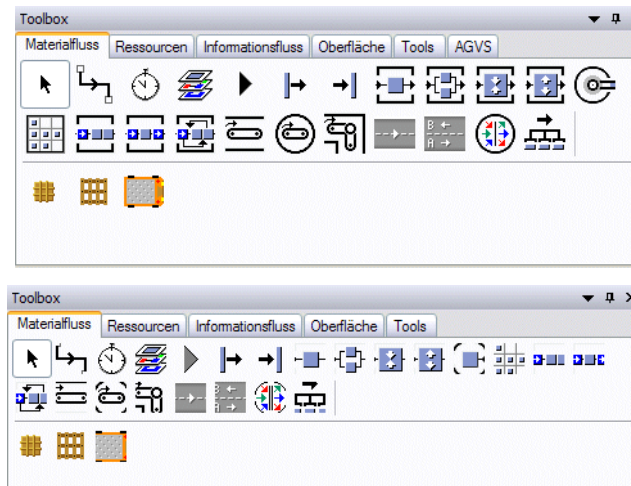 Toolbox
Materialfluss Ressourcen Informationsfluss Oberfläche Tools AGVS
B
A
Toolbox
Materialfluss Ressourcen Informationsfluss Oberfläche Tools
B
A